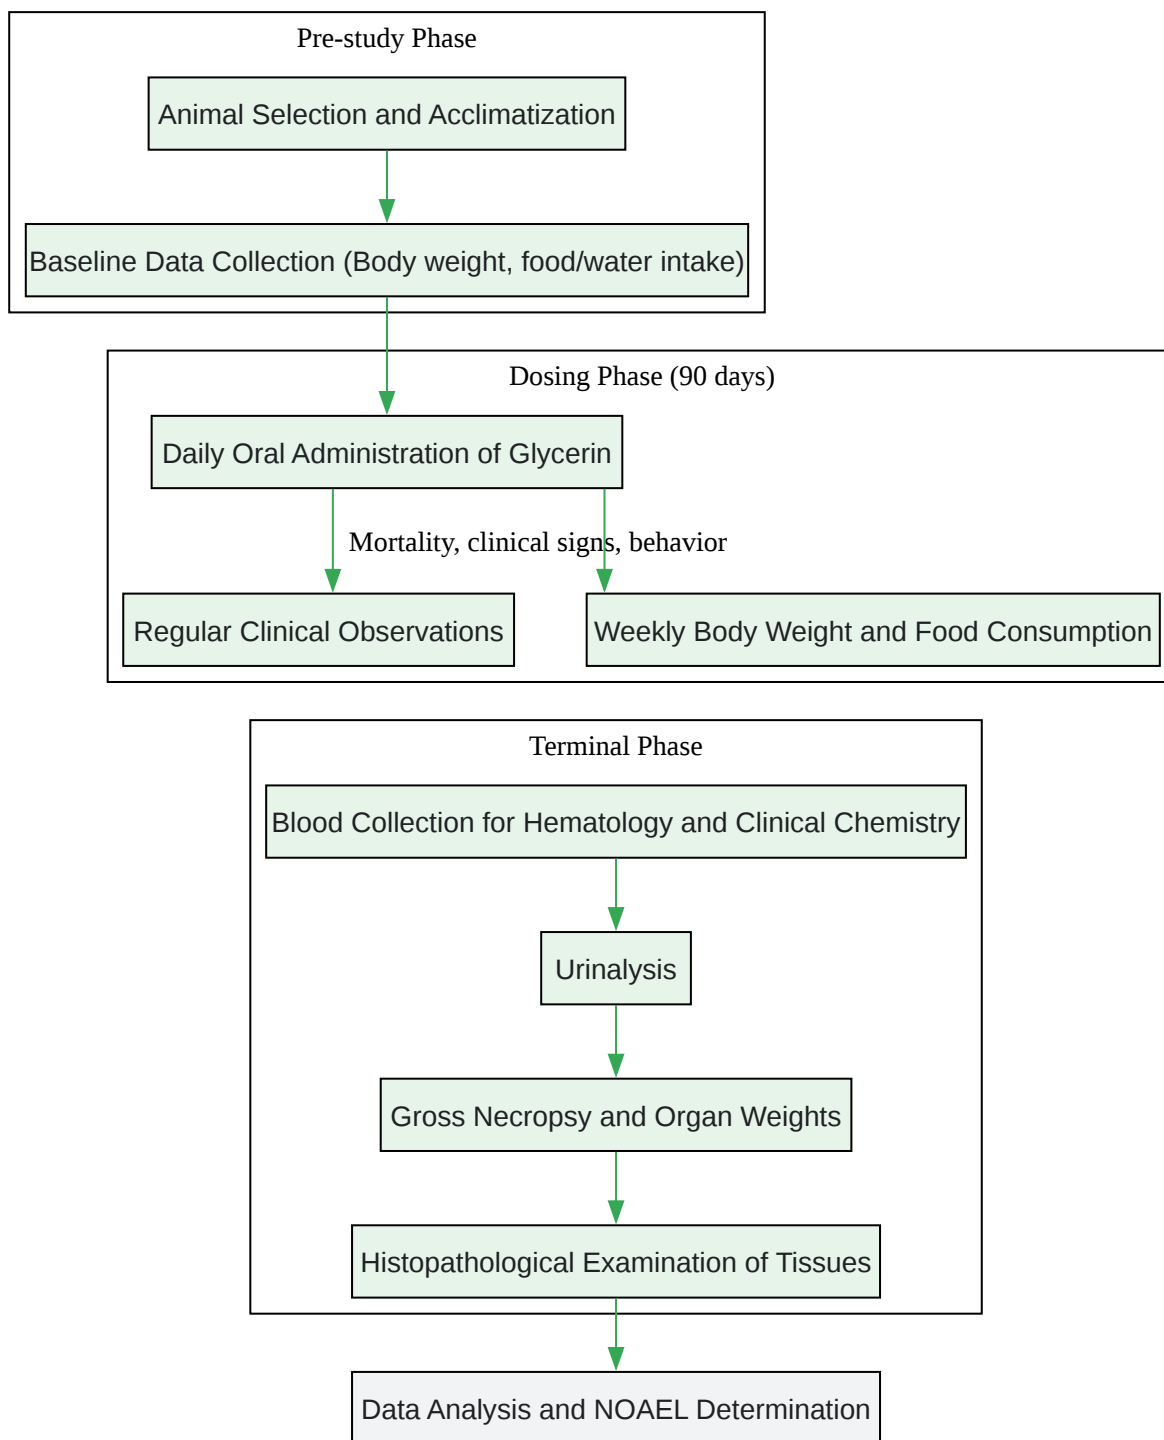 Pre-study Phase
Animal Selection and Acclimatization
Baseline Data Collection (Body weight, food/water intake)
Dosing Phase (90 days)
Daily Oral Administration of Glycerin
Mortality, clinical signs, behavior
Regular Clinical Observations
Weekly Body Weight and Food Consumption
Terminal Phase
Blood Collection for Hematology and Clinical Chemistry
Urinalysis
Gross Necropsy and Organ Weights
Histopathological Examination of Tissues
Data Analysis and NOAEL Determination